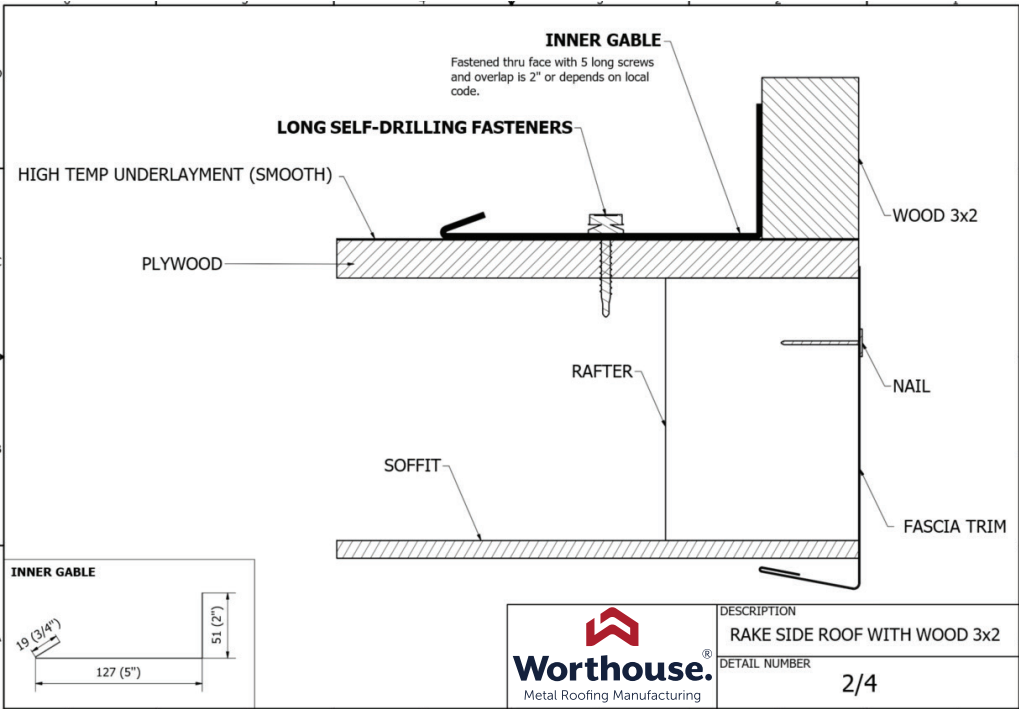 INNER GABLE
Fastened thru face with 5 long screws
and overlap is 2" or depends on local
code.
LONG SELF-DRILLING FASTENERS
HIGH TEMP UNDERLAYMENT (SMOOTH)
WOOD 3x2
PLYWOOD
RAFTER
NAIL
SOFFIT
FASCIA TRIM
INNER GABLE
19 (3/4")
51 (2")
127 (5")
Worthouse.®
Metal Roofing Manufacturing
DESCRIPTION
RAKE SIDE ROOF WITH WOOD 3x2
DETAIL NUMBER
2/4